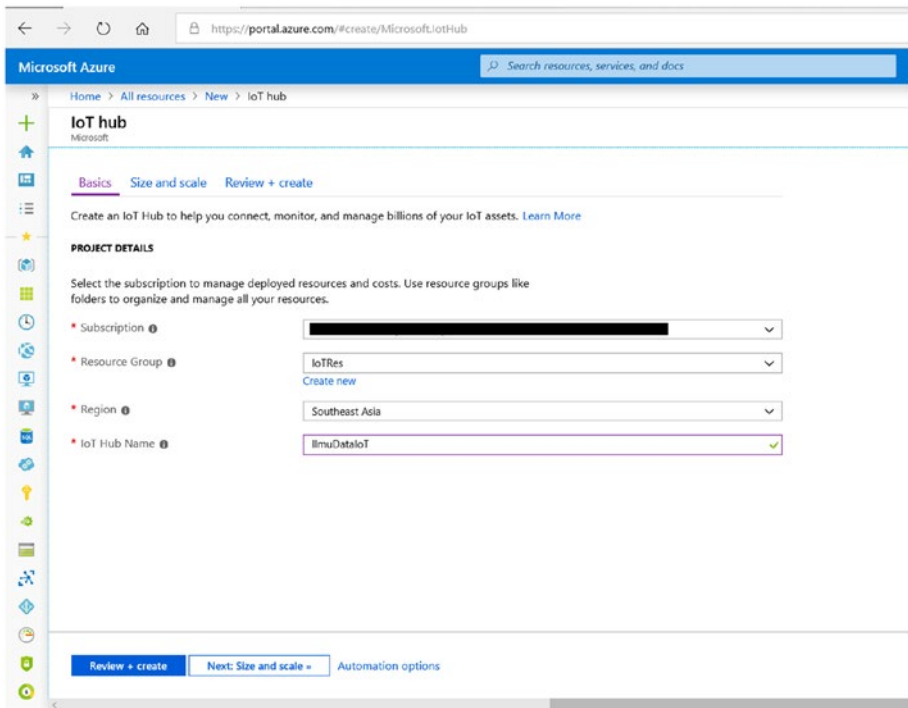 https://portal.azure.com/#create/Microsoft.IotHub
Microsoft Azure
Search resources, services, and docs
Home > All resources > New > IoT hub
IoT hub
Microsoft
Basics Size and scale Review + create
Create an IoT Hub to help you connect, monitor, and manage billions of your IoT assets. Learn More
PROJECT DETAILS
Select the subscription to manage deployed resources and costs. Use resource groups like
folders to organize and manage all your resources.
* Subscription
* Resource Group IoTRes
Create new
* Region Southeast Asia
* IoT Hub Name IlmuDataIoT
Review + create Next: Size and scale » Automation options